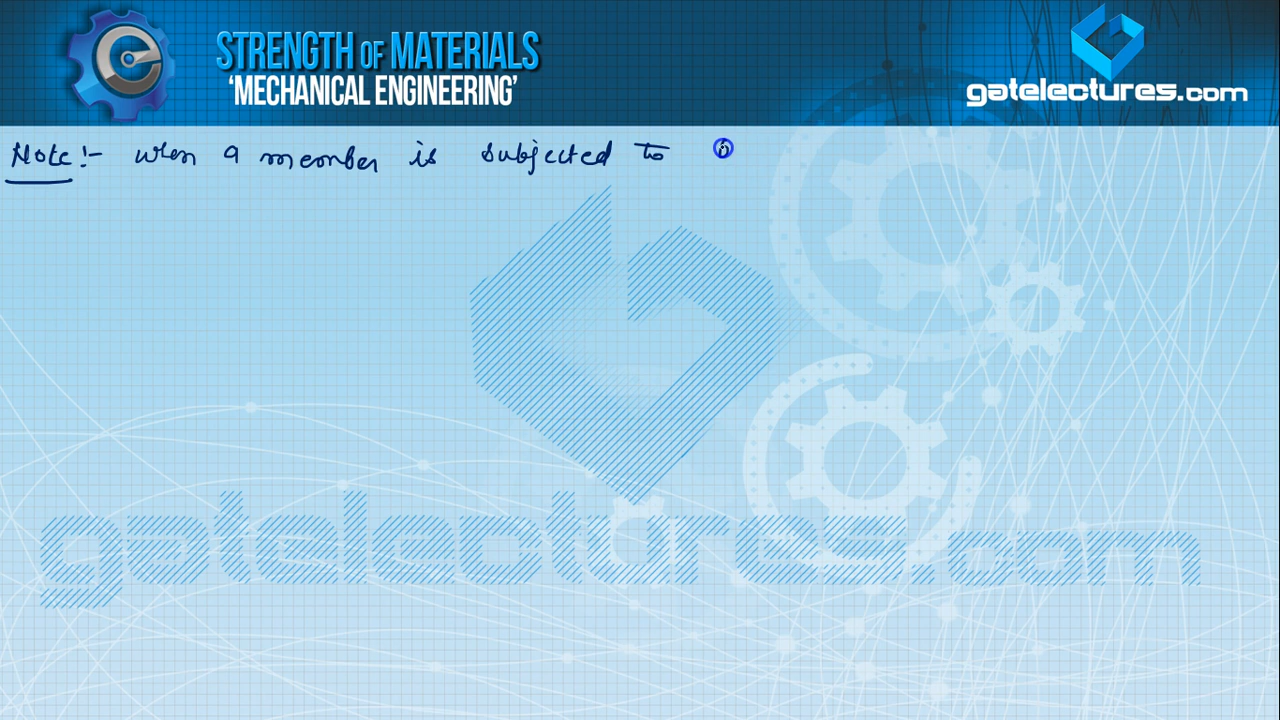 STRENGTH OF MATERIALS
'MECHANICAL ENGINEERING'
gatelectures.com
Note :- when a member is subjected to
gatelectures.com